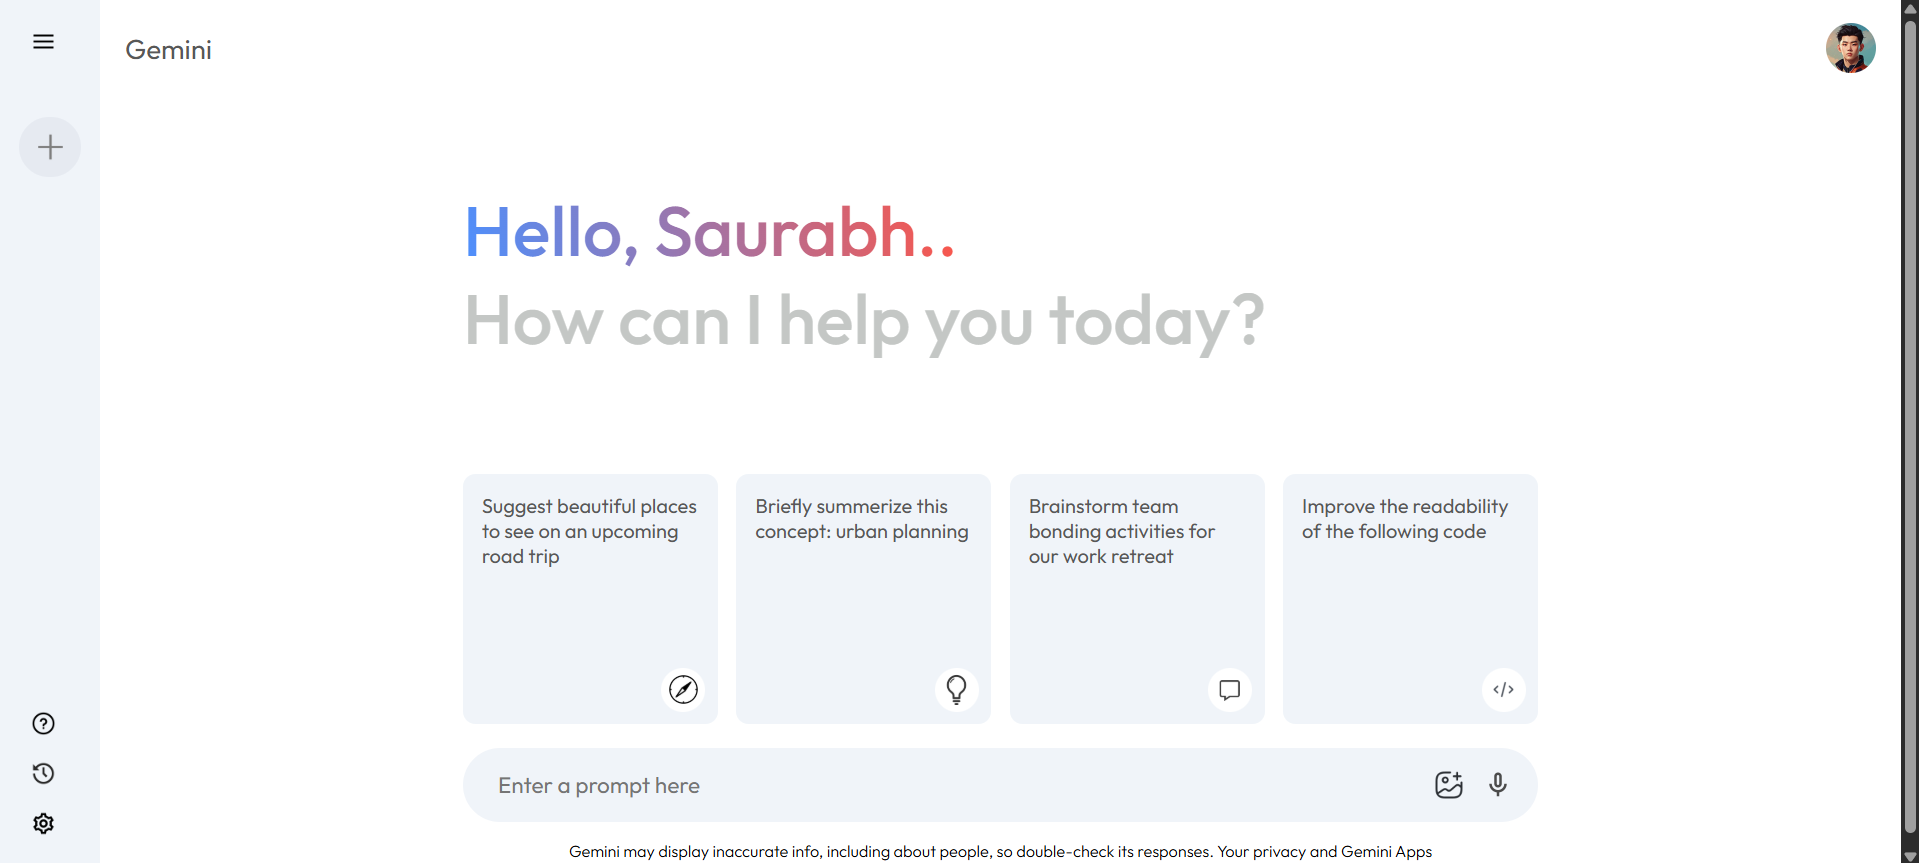 Gemini
Hello, Saurabh..
How can I help you today?
Suggest beautiful places
to see on an upcoming
road trip
Briefly summerize this
concept: urban planning
Brainstorm team
bonding activities for
our work retreat
Improve the readability
of the following code
Enter a prompt here
Gemini may display inaccurate info, including about people, so double-check its responses. Your privacy and Gemini Apps